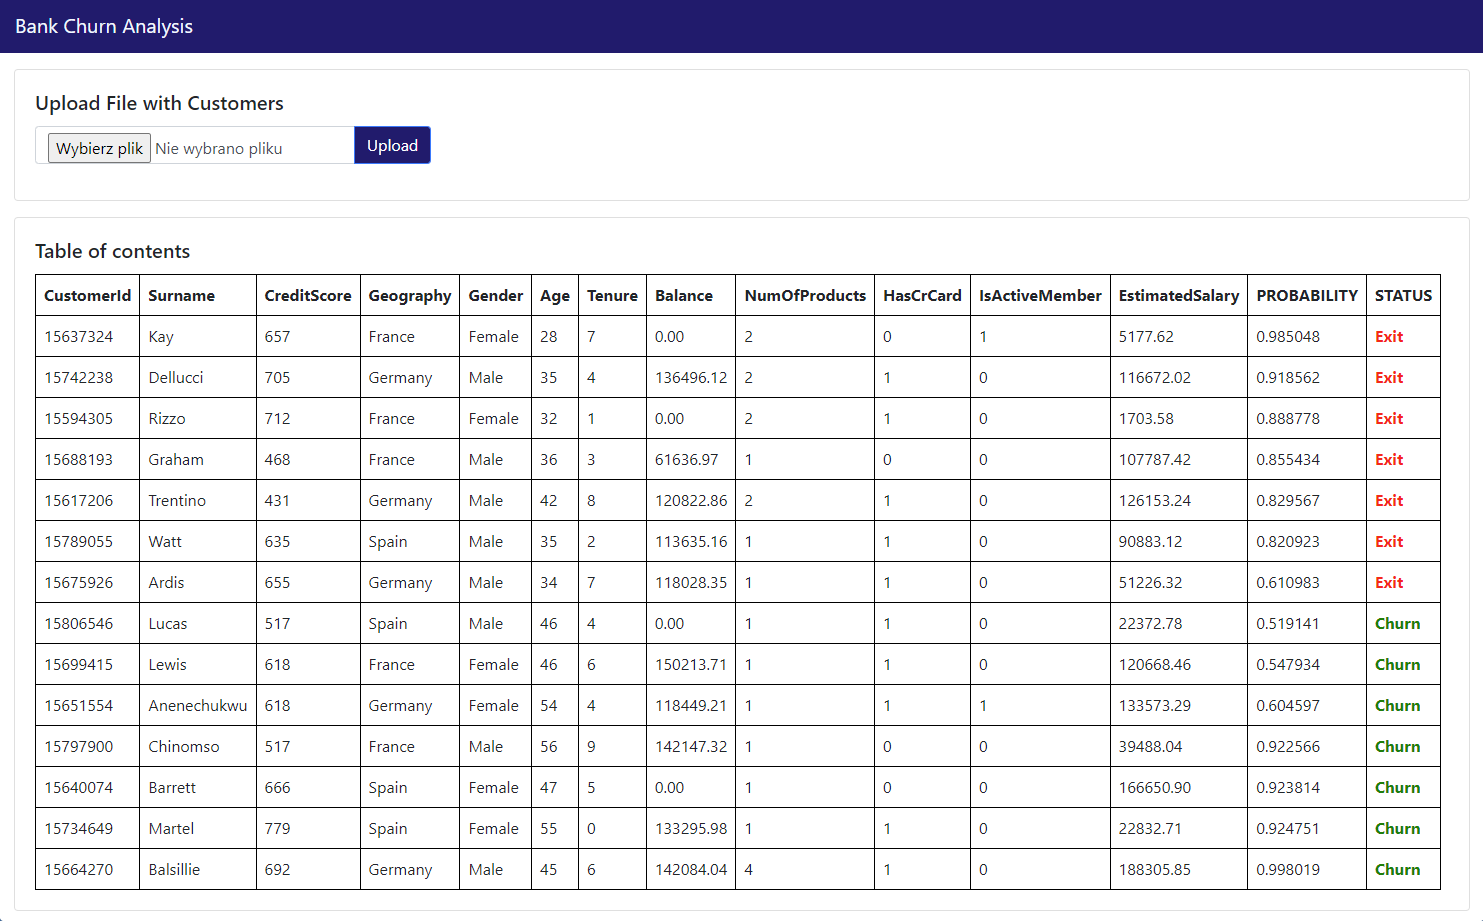 Bank Churn Analysis
Upload File with Customers
Wybierz plik Nie wybrano pliku Upload
Table of contents
CustomerId Surname CreditScore Geography Gender Age Tenure Balance NumOfProducts HasCrCard IsActiveMember EstimatedSalary PROBABILITY STATUS
15637324 Kay 657 France Female 28 7 0.00 2 0 1 5177.62 0.985048 Exit
15742238 Dellucci 705 Germany Male 35 4 136496.12 2 1 0 116672.02 0.918562 Exit
15594305 Rizzo 712 France Female 32 1 0.00 2 1 0 1703.58 0.888778 Exit
15688193 Graham 468 France Male 36 3 61636.97 1 0 0 107787.42 0.855434 Exit
15617206 Trentino 431 Germany Male 42 8 120822.86 2 1 0 126153.24 0.829567 Exit
15789055 Watt 635 Spain Male 35 2 113635.16 1 1 0 90883.12 0.820923 Exit
15675926 Ardis 655 Germany Male 34 7 118028.35 1 1 0 51226.32 0.610983 Exit
15806546 Lucas 517 Spain Male 46 4 0.00 1 1 0 22372.78 0.519141 Churn
15699415 Lewis 618 France Female 46 6 150213.71 1 1 0 120668.46 0.547934 Churn
15651554 Anenechukwu 618 Germany Female 54 4 118449.21 1 1 1 133573.29 0.604597 Churn
15797900 Chinomso 517 France Male 56 9 142147.32 1 0 0 39488.04 0.922566 Churn
15640074 Barrett 666 Spain Female 47 5 0.00 1 0 0 166650.90 0.923814 Churn
15734649 Martel 779 Spain Female 55 0 133295.98 1 1 0 22832.71 0.924751 Churn
15664270 Balsillie 692 Germany Male 45 6 142084.04 4 1 0 188305.85 0.998019 Churn